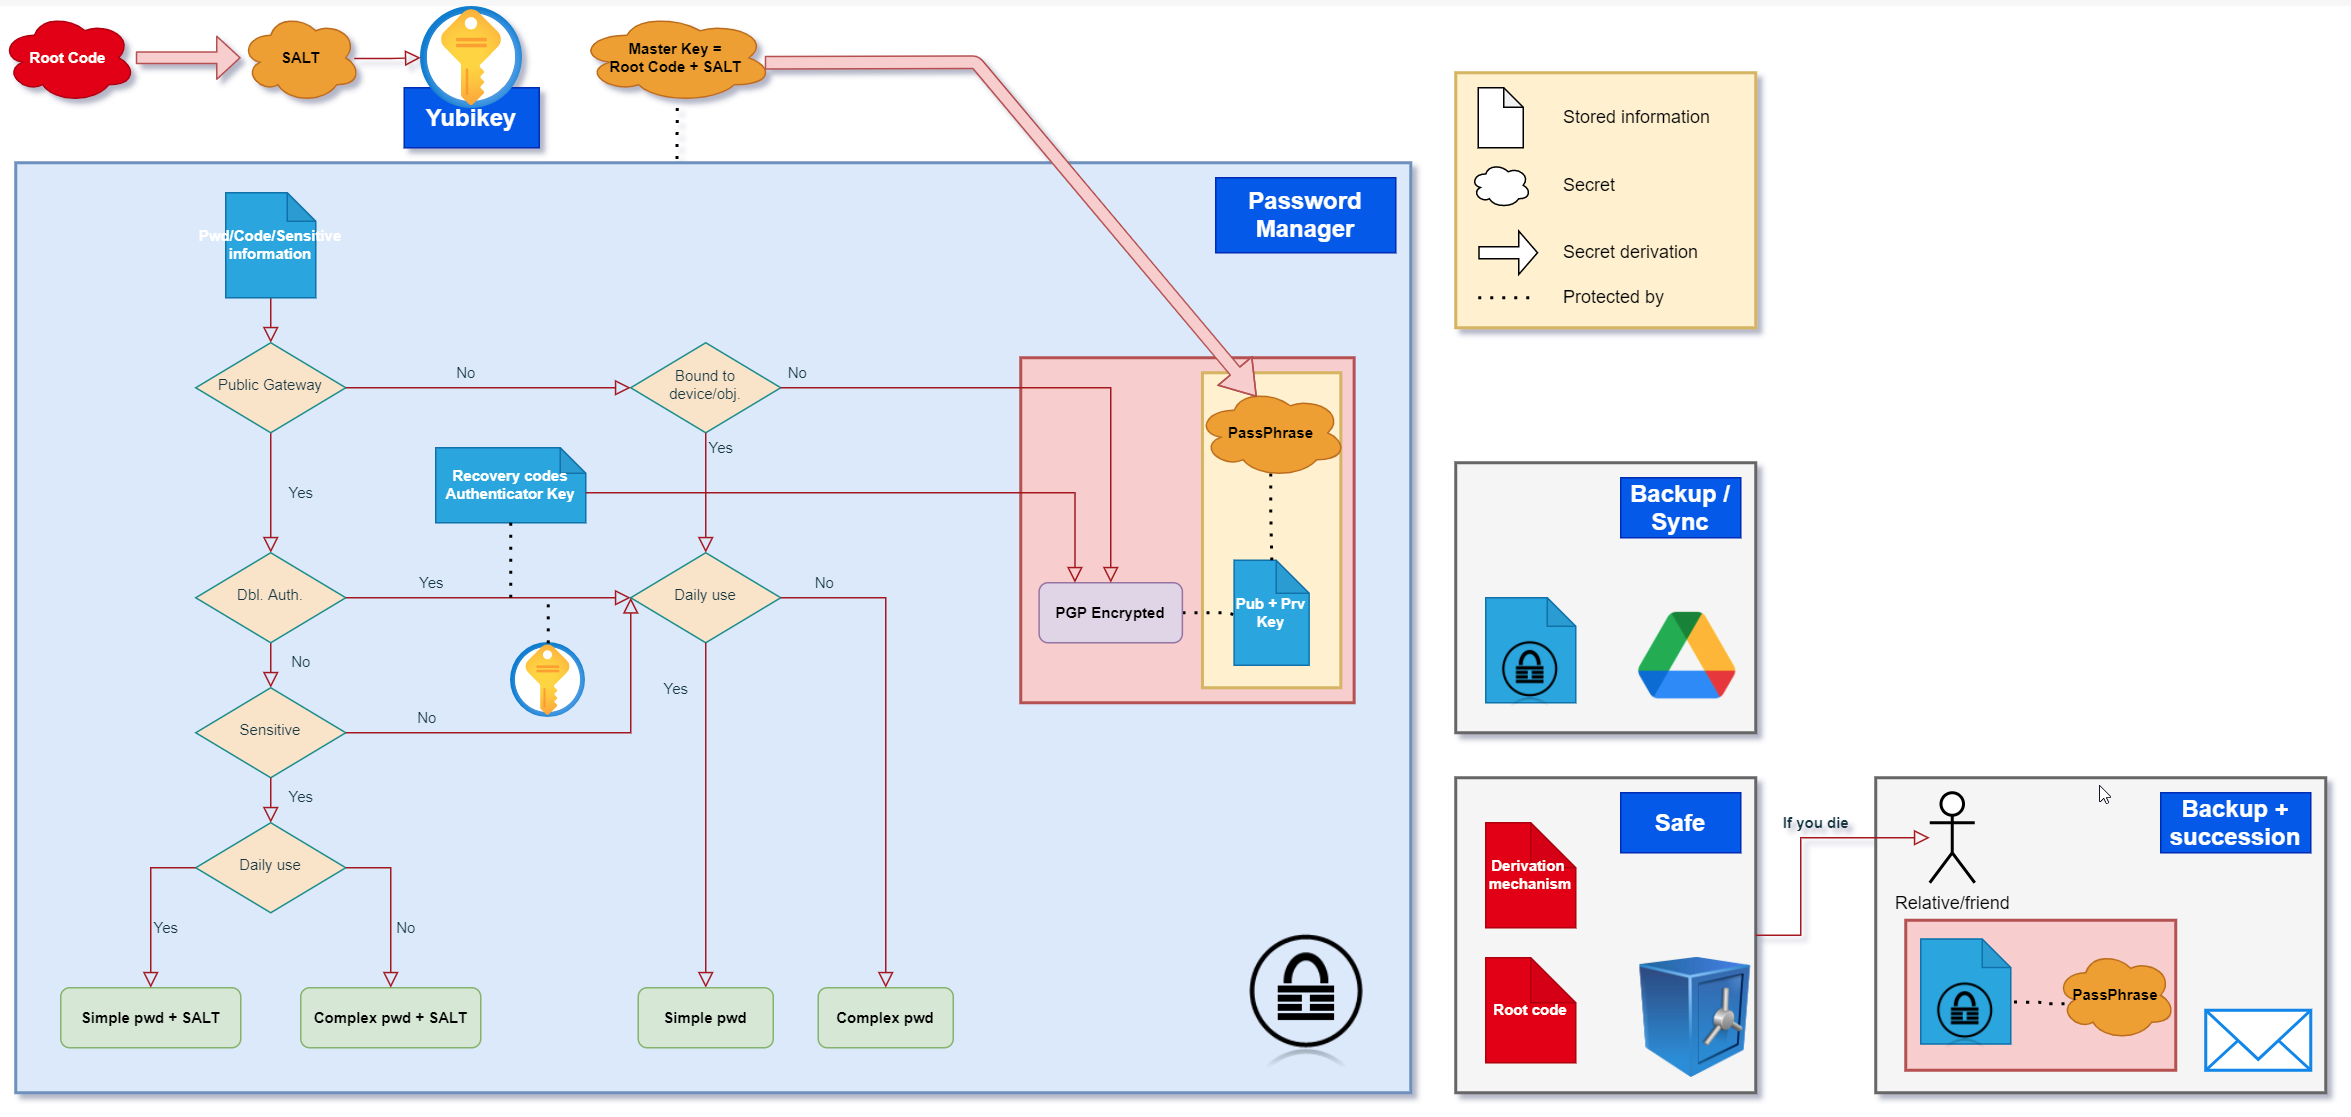 Root Code
SALT
Yubikey
Master Key =
Root Code + SALT
Stored information
Secret
Secret derivation
Protected by
Password
Manager
Pwd/Code/Sensitive
information
Public Gateway
No
Bound to
device/obj.
No
Yes
Yes
Recovery codes
Authenticator Key
PassPhrase
Dbl. Auth.
Yes
Daily use
No
PGP Encrypted
Pub + Prv
Key
No
Sensitive
No
Yes
Yes
Daily use
Yes
No
Simple pwd + SALT
Complex pwd + SALT
Simple pwd
Complex pwd
Backup /
Sync
Safe
Derivation
mechanism
Root code
If you die
Backup +
succession
Relative/friend
PassPhrase